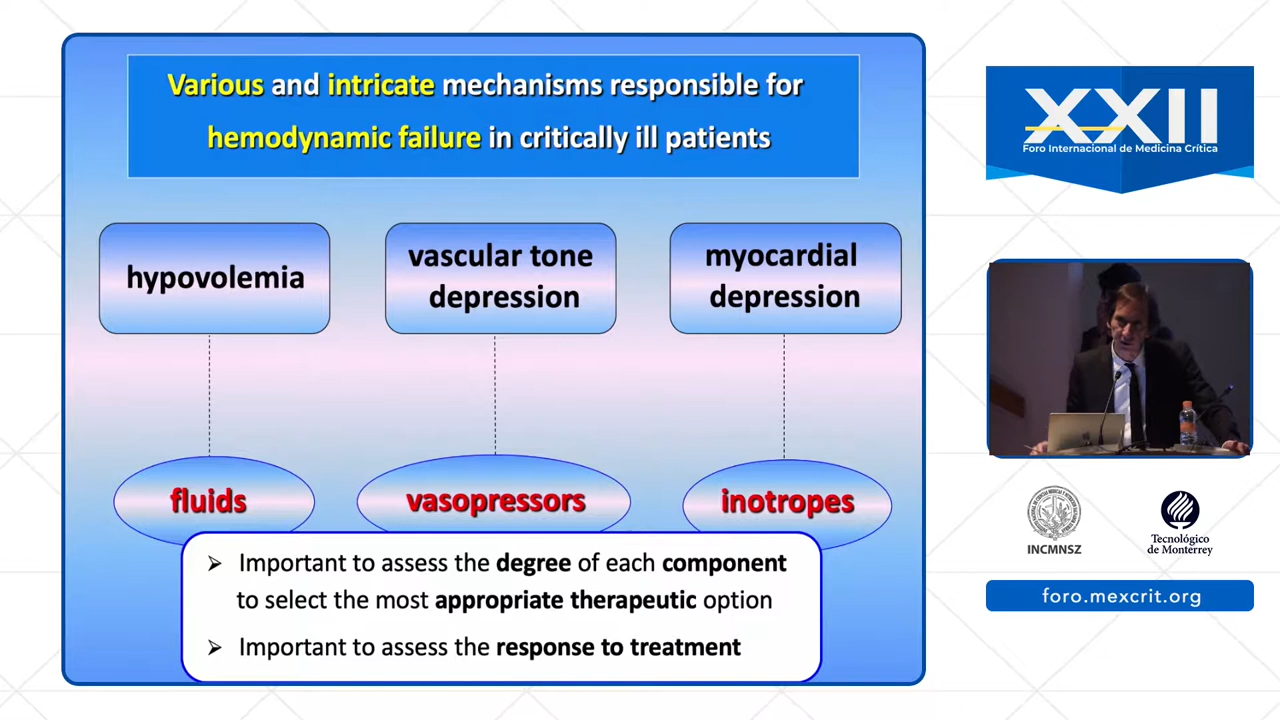 Various and intricate mechanisms responsible for
hemodynamic failure in critically ill patients
hypovolemia
vascular tone
depression
myocardial
depression
fluids
vasopressors
inotropes
➢ Important to assess the degree of each component
to select the most appropriate therapeutic option
➢ Important to assess the response to treatment
XXII
Foro Internacional de Medicina Crítica
INCMNSZ
Tecnológico
de Monterrey
foro.mexcrit.org